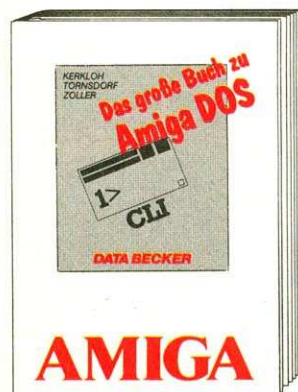 KERKLOH
TORNSDORF
ZOLLER
Das große Buch zu
Amiga DOS
1>
CLI
DATA BECKER
AMIGA